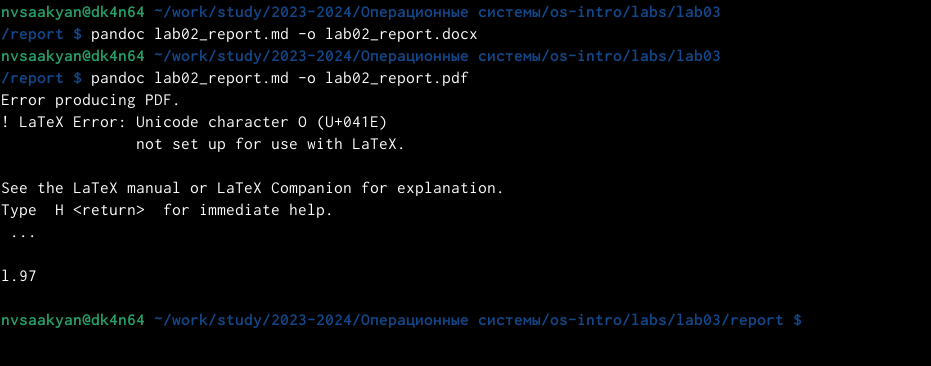 nvsaakyan@dk4n64 ~/work/study/2023-2024/Операционные системы/os-intro/labs/lab03
/report $ pandoc lab02_report.md -o lab02_report.docx
nvsaakyan@dk4n64 ~/work/study/2023-2024/Операционные системы/os-intro/labs/lab03
/report $ pandoc lab02_report.md -o lab02_report.pdf
Error producing PDF.
! LaTeX Error: Unicode character О (U+041E)
               not set up for use with LaTeX.
See the LaTeX manual or LaTeX Companion for explanation.
Type  H <return>  for immediate help.
 ...
l.97
nvsaakyan@dk4n64 ~/work/study/2023-2024/Операционные системы/os-intro/labs/lab03/report $